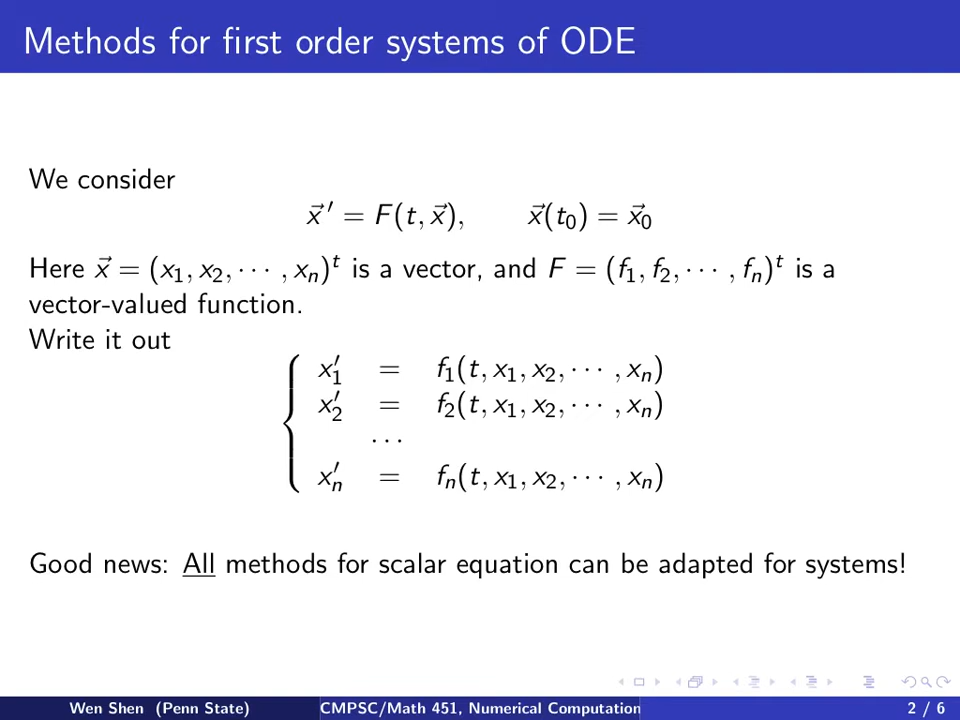 Methods for first order systems of ODE
We consider
x⃗ ′ = F(t, x⃗), x⃗(t₀) = x⃗₀
Here x⃗ = (x₁, x₂, · · · , xₙ)ᵗ is a vector, and F = (f₁, f₂, · · · , fₙ)ᵗ is a
vector-valued function.
Write it out
x′₁ = f₁(t, x₁, x₂, · · · , xₙ)
x′₂ = f₂(t, x₁, x₂, · · · , xₙ)
· · ·
x′ₙ = fₙ(t, x₁, x₂, · · · , xₙ)
Good news: All methods for scalar equation can be adapted for systems!
Wen Shen (Penn State) CMPSC/Math 451, Numerical Computation 2 / 6